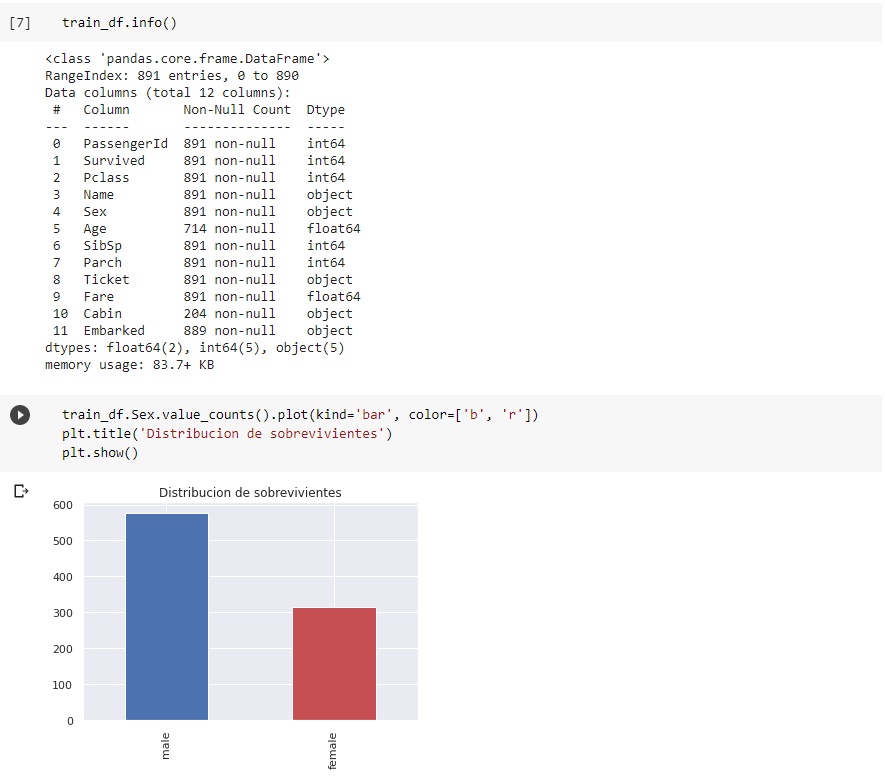 [7] train_df.info()
<class 'pandas.core.frame.DataFrame'>
RangeIndex: 891 entries, 0 to 890
Data columns (total 12 columns):
 #   Column       Non-Null Count  Dtype
---  ------       --------------  -----
 0   PassengerId  891 non-null    int64
 1   Survived     891 non-null    int64
 2   Pclass       891 non-null    int64
 3   Name         891 non-null    object
 4   Sex          891 non-null    object
 5   Age          714 non-null    float64
 6   SibSp        891 non-null    int64
 7   Parch        891 non-null    int64
 8   Ticket       891 non-null    object
 9   Fare         891 non-null    float64
 10  Cabin        204 non-null    object
 11  Embarked     889 non-null    object
dtypes: float64(2), int64(5), object(5)
memory usage: 83.7+ KB
train_df.Sex.value_counts().plot(kind='bar', color=['b', 'r'])
plt.title('Distribucion de sobrevivientes')
plt.show()
Distribucion de sobrevivientes
600
500
400
300
200
100
0
male
female